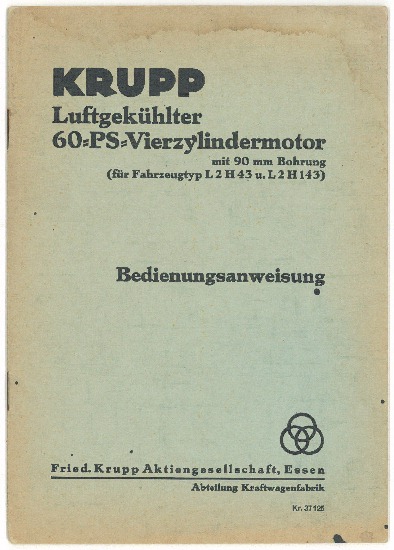 KRUPP
Luftgekühlter
60=PS=Vierzylindermotor
mit 90 mm Bohrung
(für Fahrzeugtyp L 2 H 43 u. L 2 H 143)
Bedienungsanweisung
Fried. Krupp Aktiengesellschaft, Essen
Abteilung Kraftwagenfabrik
Kr. 37125